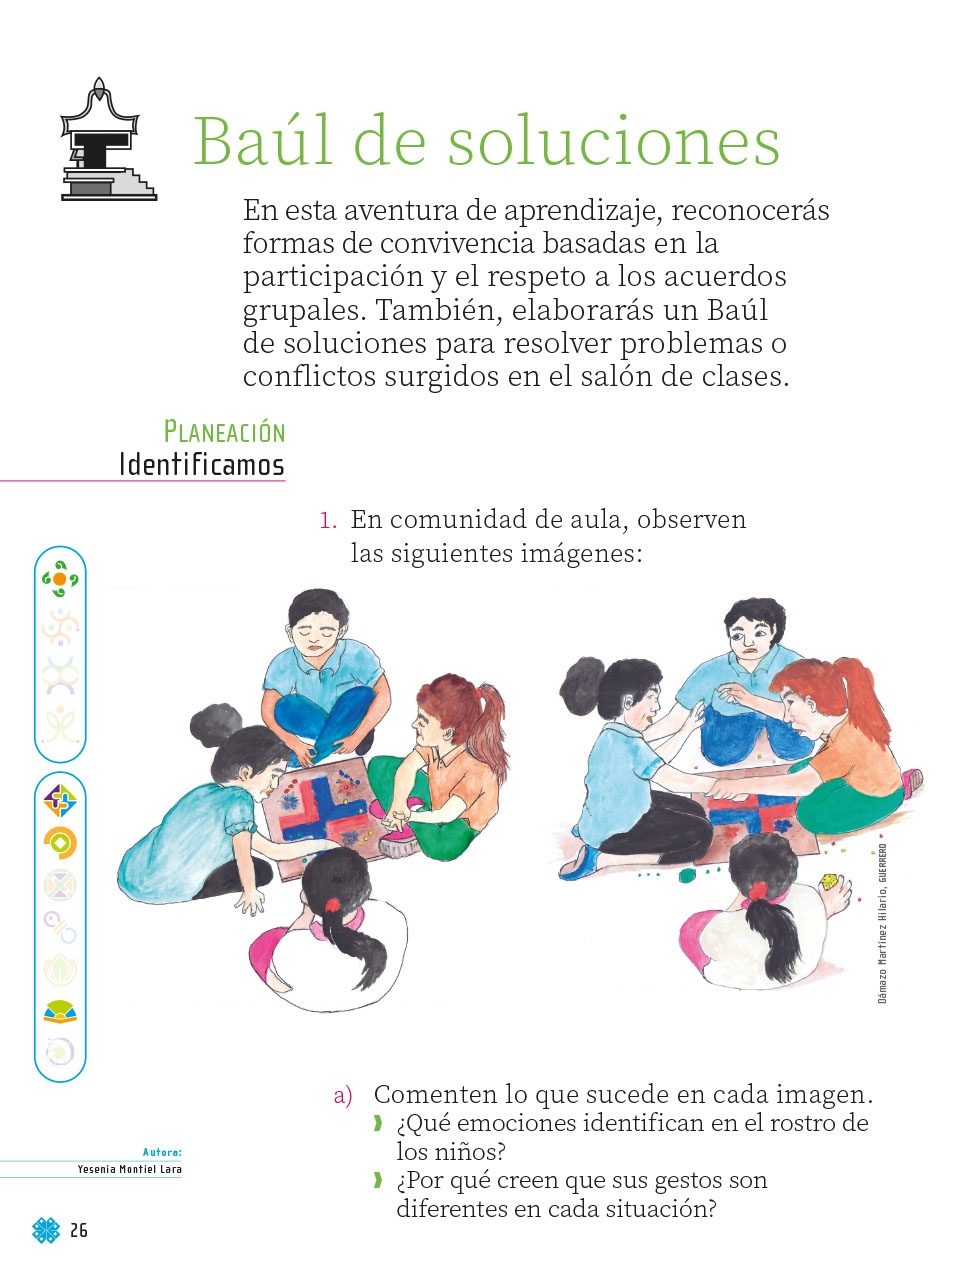 Baúl de soluciones
En esta aventura de aprendizaje, reconocerás
formas de convivencia basadas en la
participación y el respeto a los acuerdos
grupales. También, elaborarás un Baúl
de soluciones para resolver problemas o
conflictos surgidos en el salón de clases.
Planeación
Identificamos
1. En comunidad de aula, observen
las siguientes imágenes:
Dámazo Martínez Hilario, GUERRERO
a) Comenten lo que sucede en cada imagen.
¿Qué emociones identifican en el rostro de
los niños?
¿Por qué creen que sus gestos son
diferentes en cada situación?
Autora:
Yesenia Montiel Lara
26